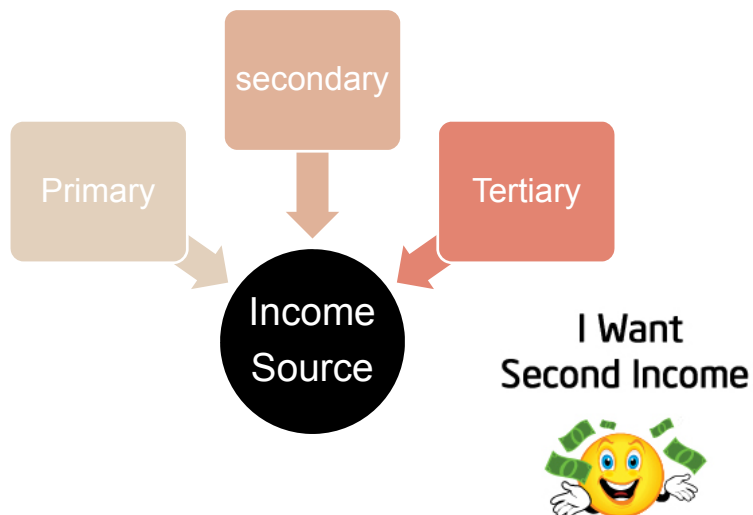 secondary
Primary
Tertiary
Income
Source
I Want
Second Income